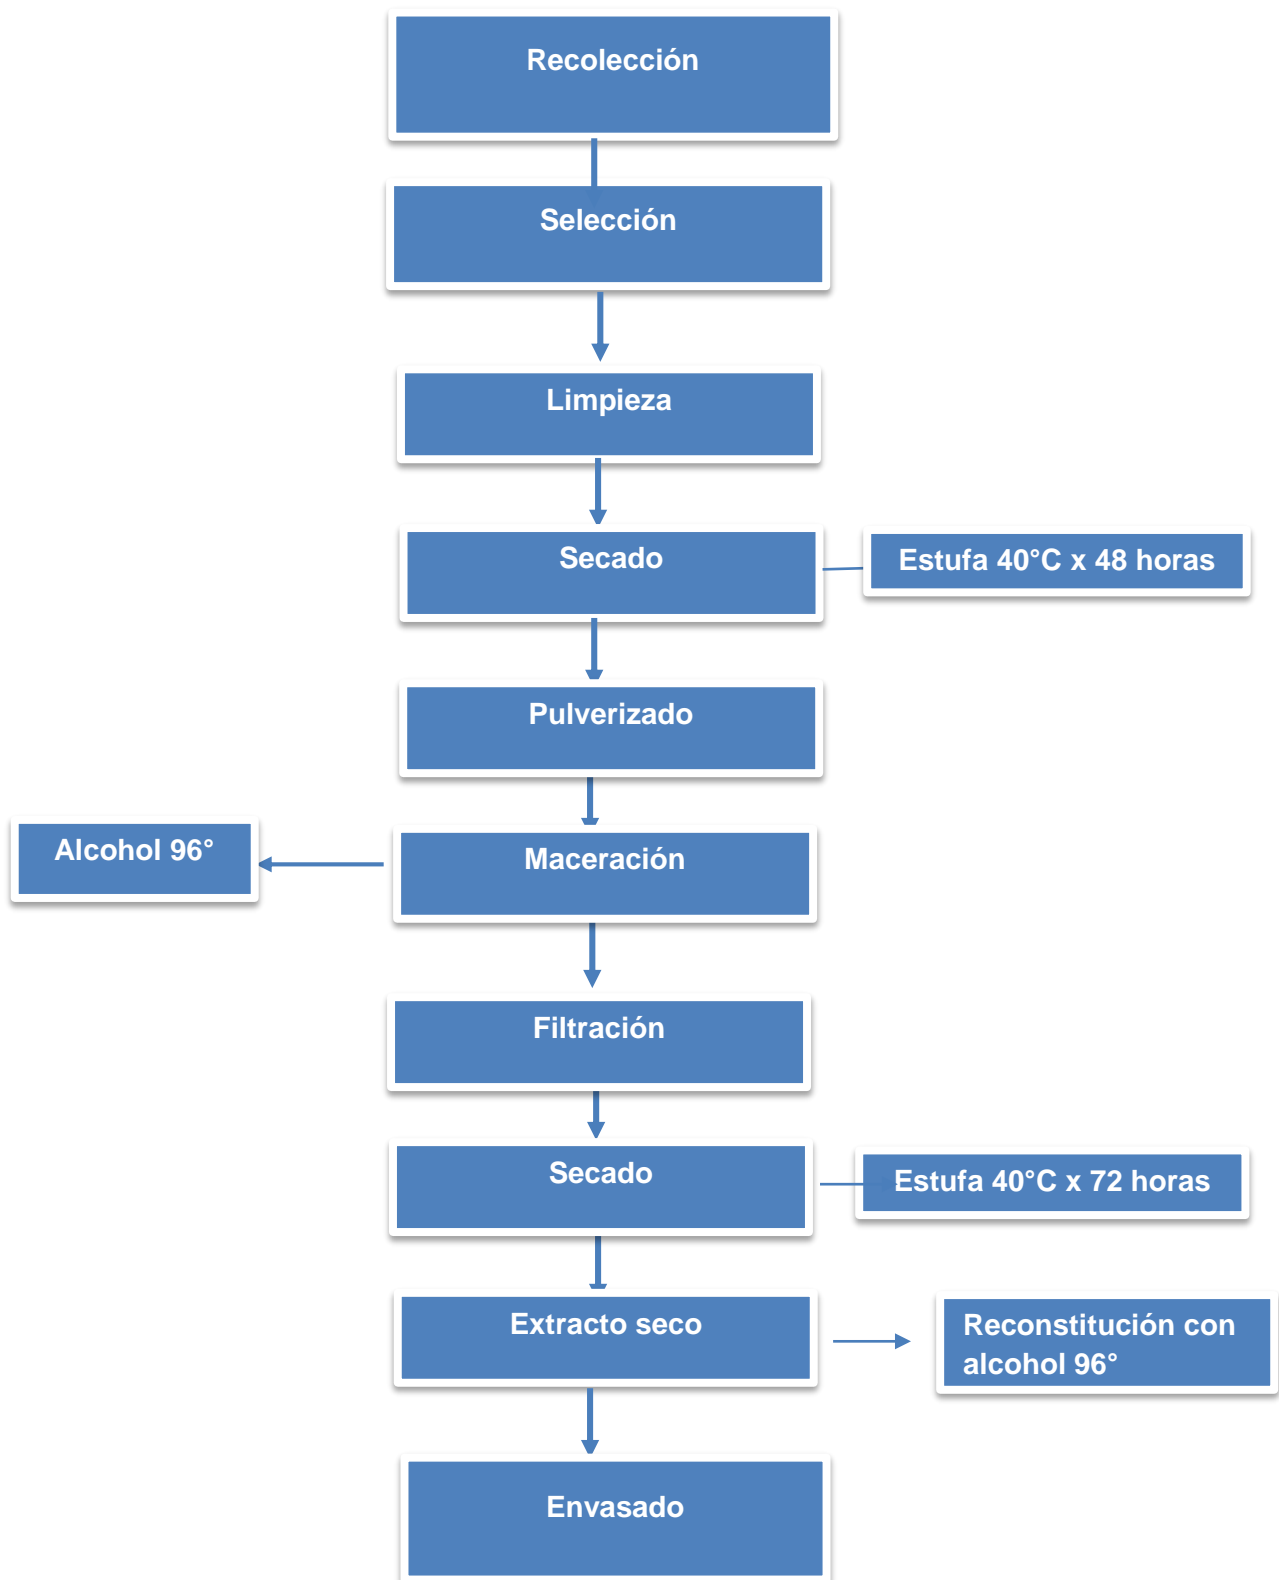 Recolección
Selección
Limpieza
Secado
Estufa 40°C x 48 horas
Pulverizado
Alcohol 96°
Maceración
Filtración
Secado
Estufa 40°C x 72 horas
Extracto seco
Reconstitución con
alcohol 96°
Envasado